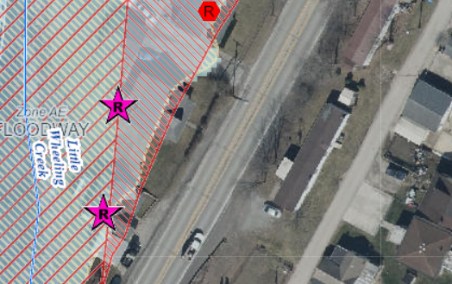 R
Zone AE
FLOODWAY
R
Little
Wheeling
Creek
R